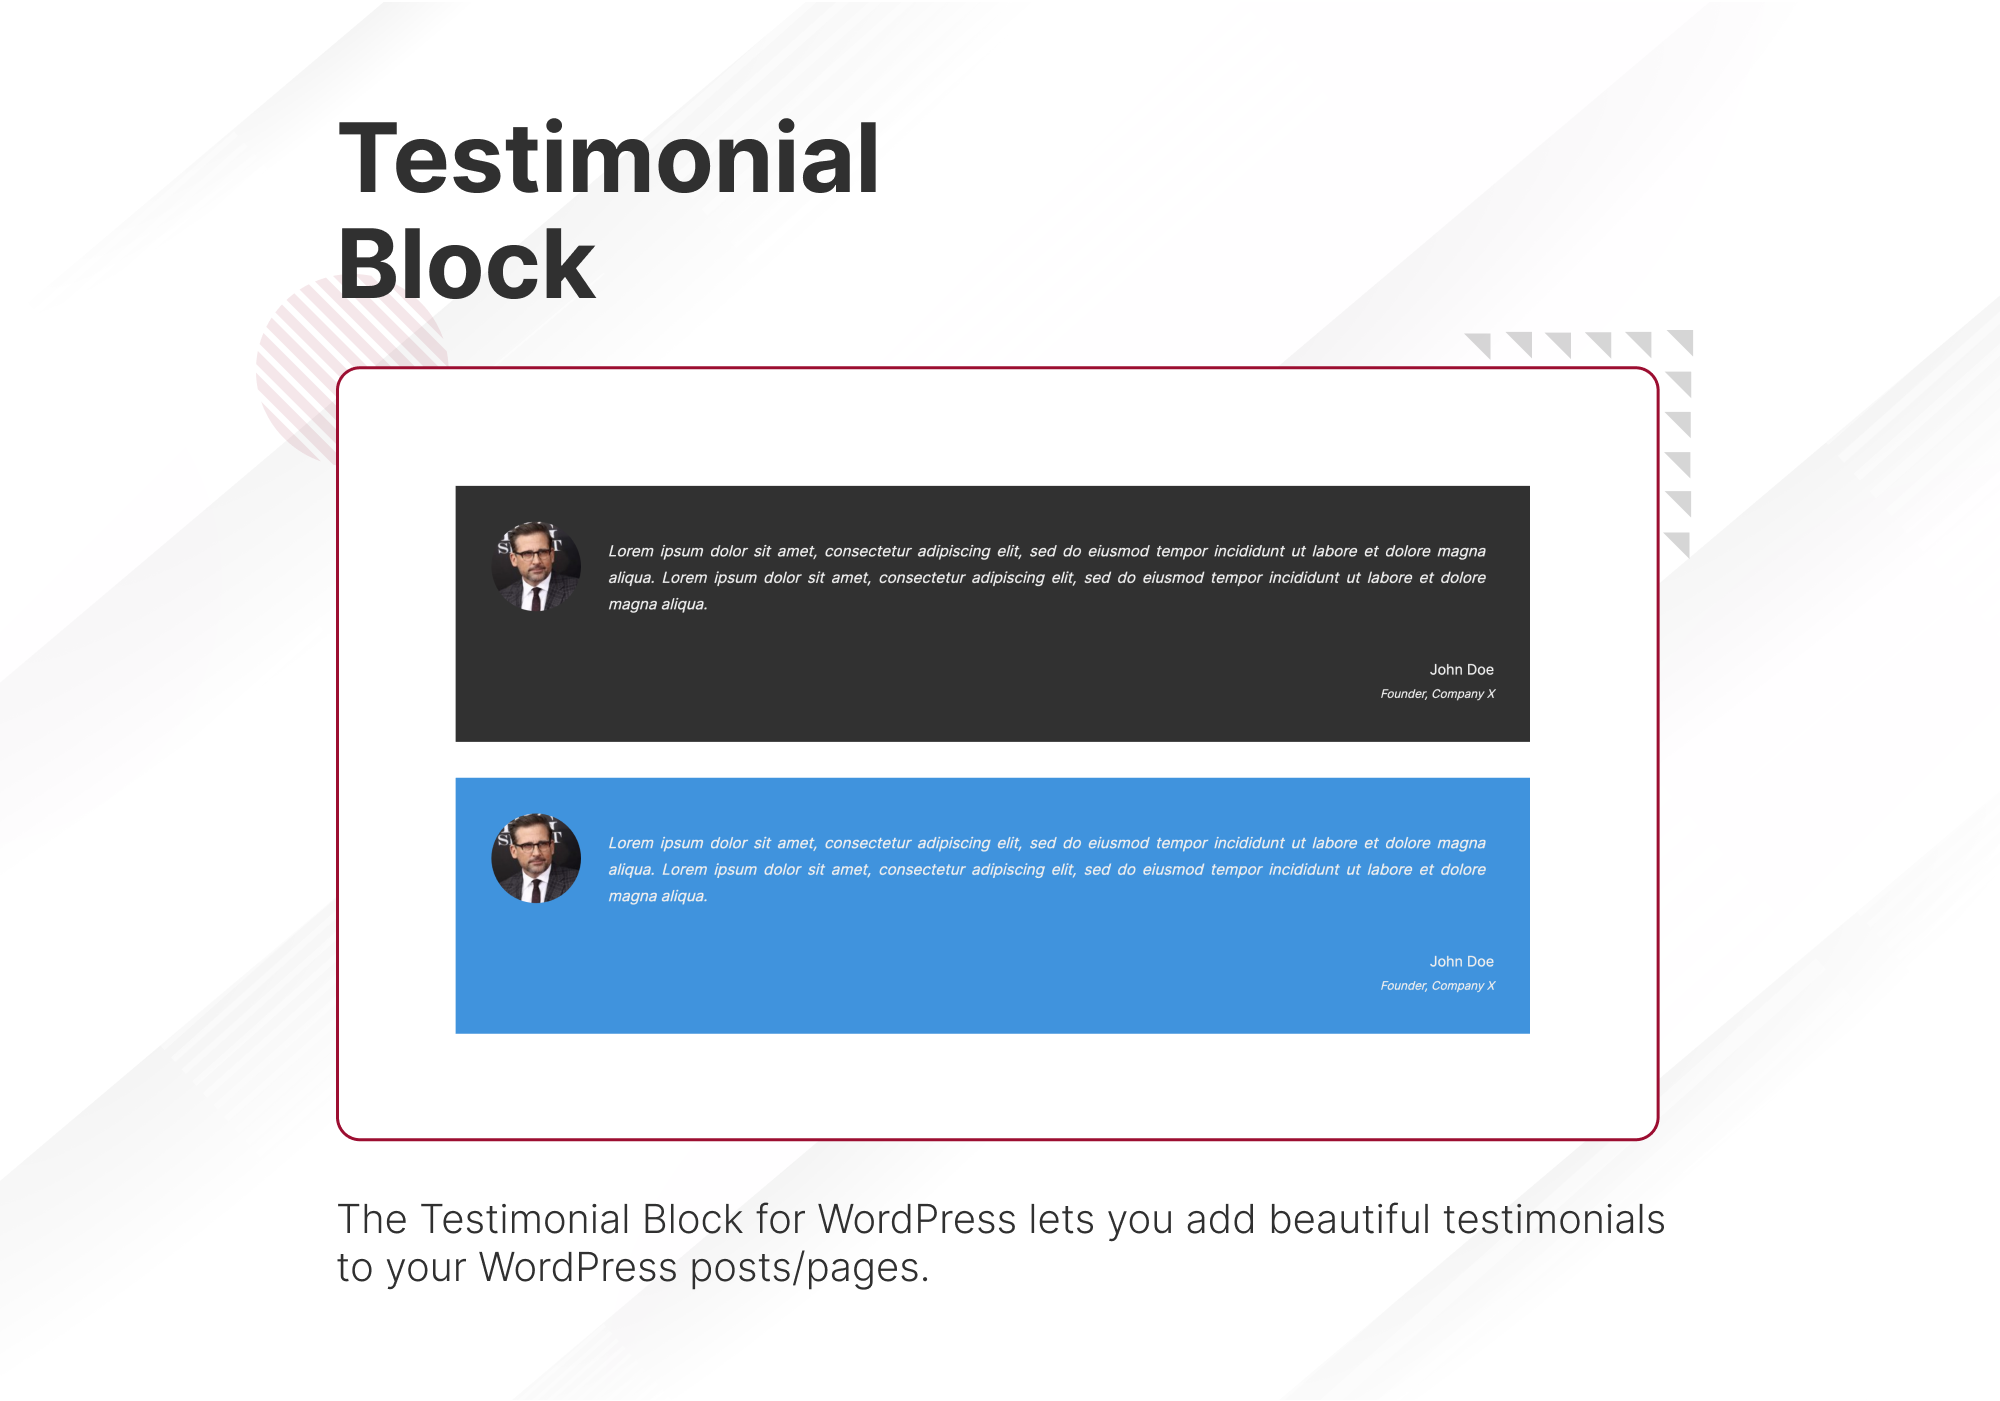 Testimonial
Block
Lorem ipsum dolor sit amet, consectetur adipiscing elit, sed do eiusmod tempor incididunt ut labore et dolore magna
aliqua. Lorem ipsum dolor sit amet, consectetur adipiscing elit, sed do eiusmod tempor incididunt ut labore et dolore
magna aliqua.
John Doe
Founder, Company X
Lorem ipsum dolor sit amet, consectetur adipiscing elit, sed do eiusmod tempor incididunt ut labore et dolore magna
aliqua. Lorem ipsum dolor sit amet, consectetur adipiscing elit, sed do eiusmod tempor incididunt ut labore et dolore
magna aliqua.
John Doe
Founder, Company X
The Testimonial Block for WordPress lets you add beautiful testimonials
to your WordPress posts/pages.